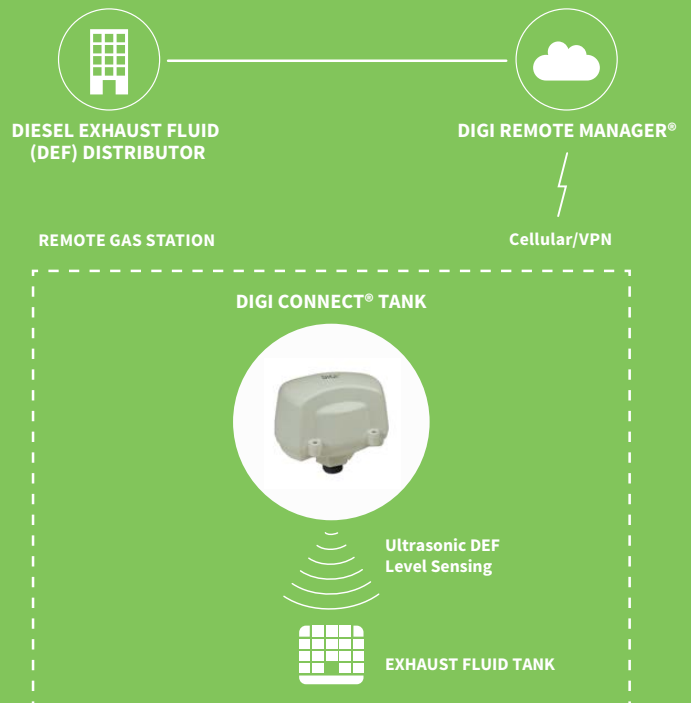 DIESEL EXHAUST FLUID
(DEF) DISTRIBUTOR
DIGI REMOTE MANAGER®
REMOTE GAS STATION
Cellular/VPN
DIGI CONNECT® TANK
Ultrasonic DEF
Level Sensing
EXHAUST FLUID TANK